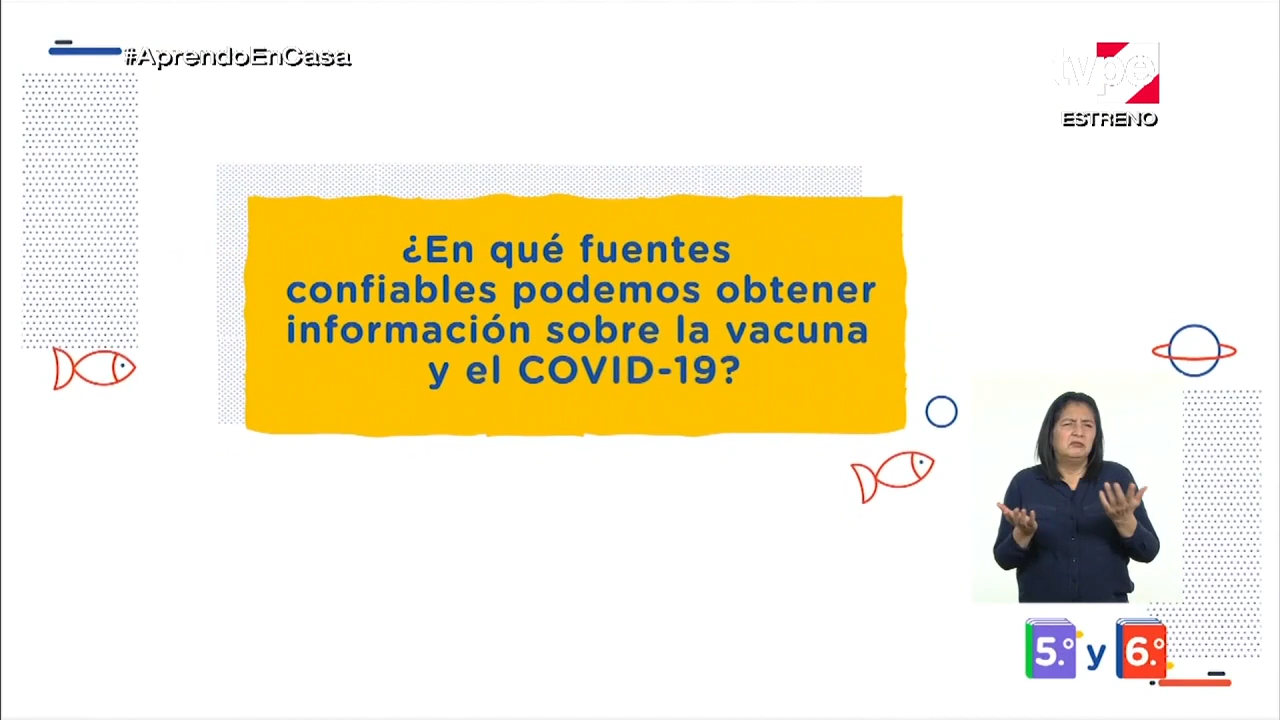 #AprendoEnCasa
tvpe
ESTRENO
¿En qué fuentes
confiables podemos obtener
información sobre la vacuna
y el COVID-19?
5.° y 6.°